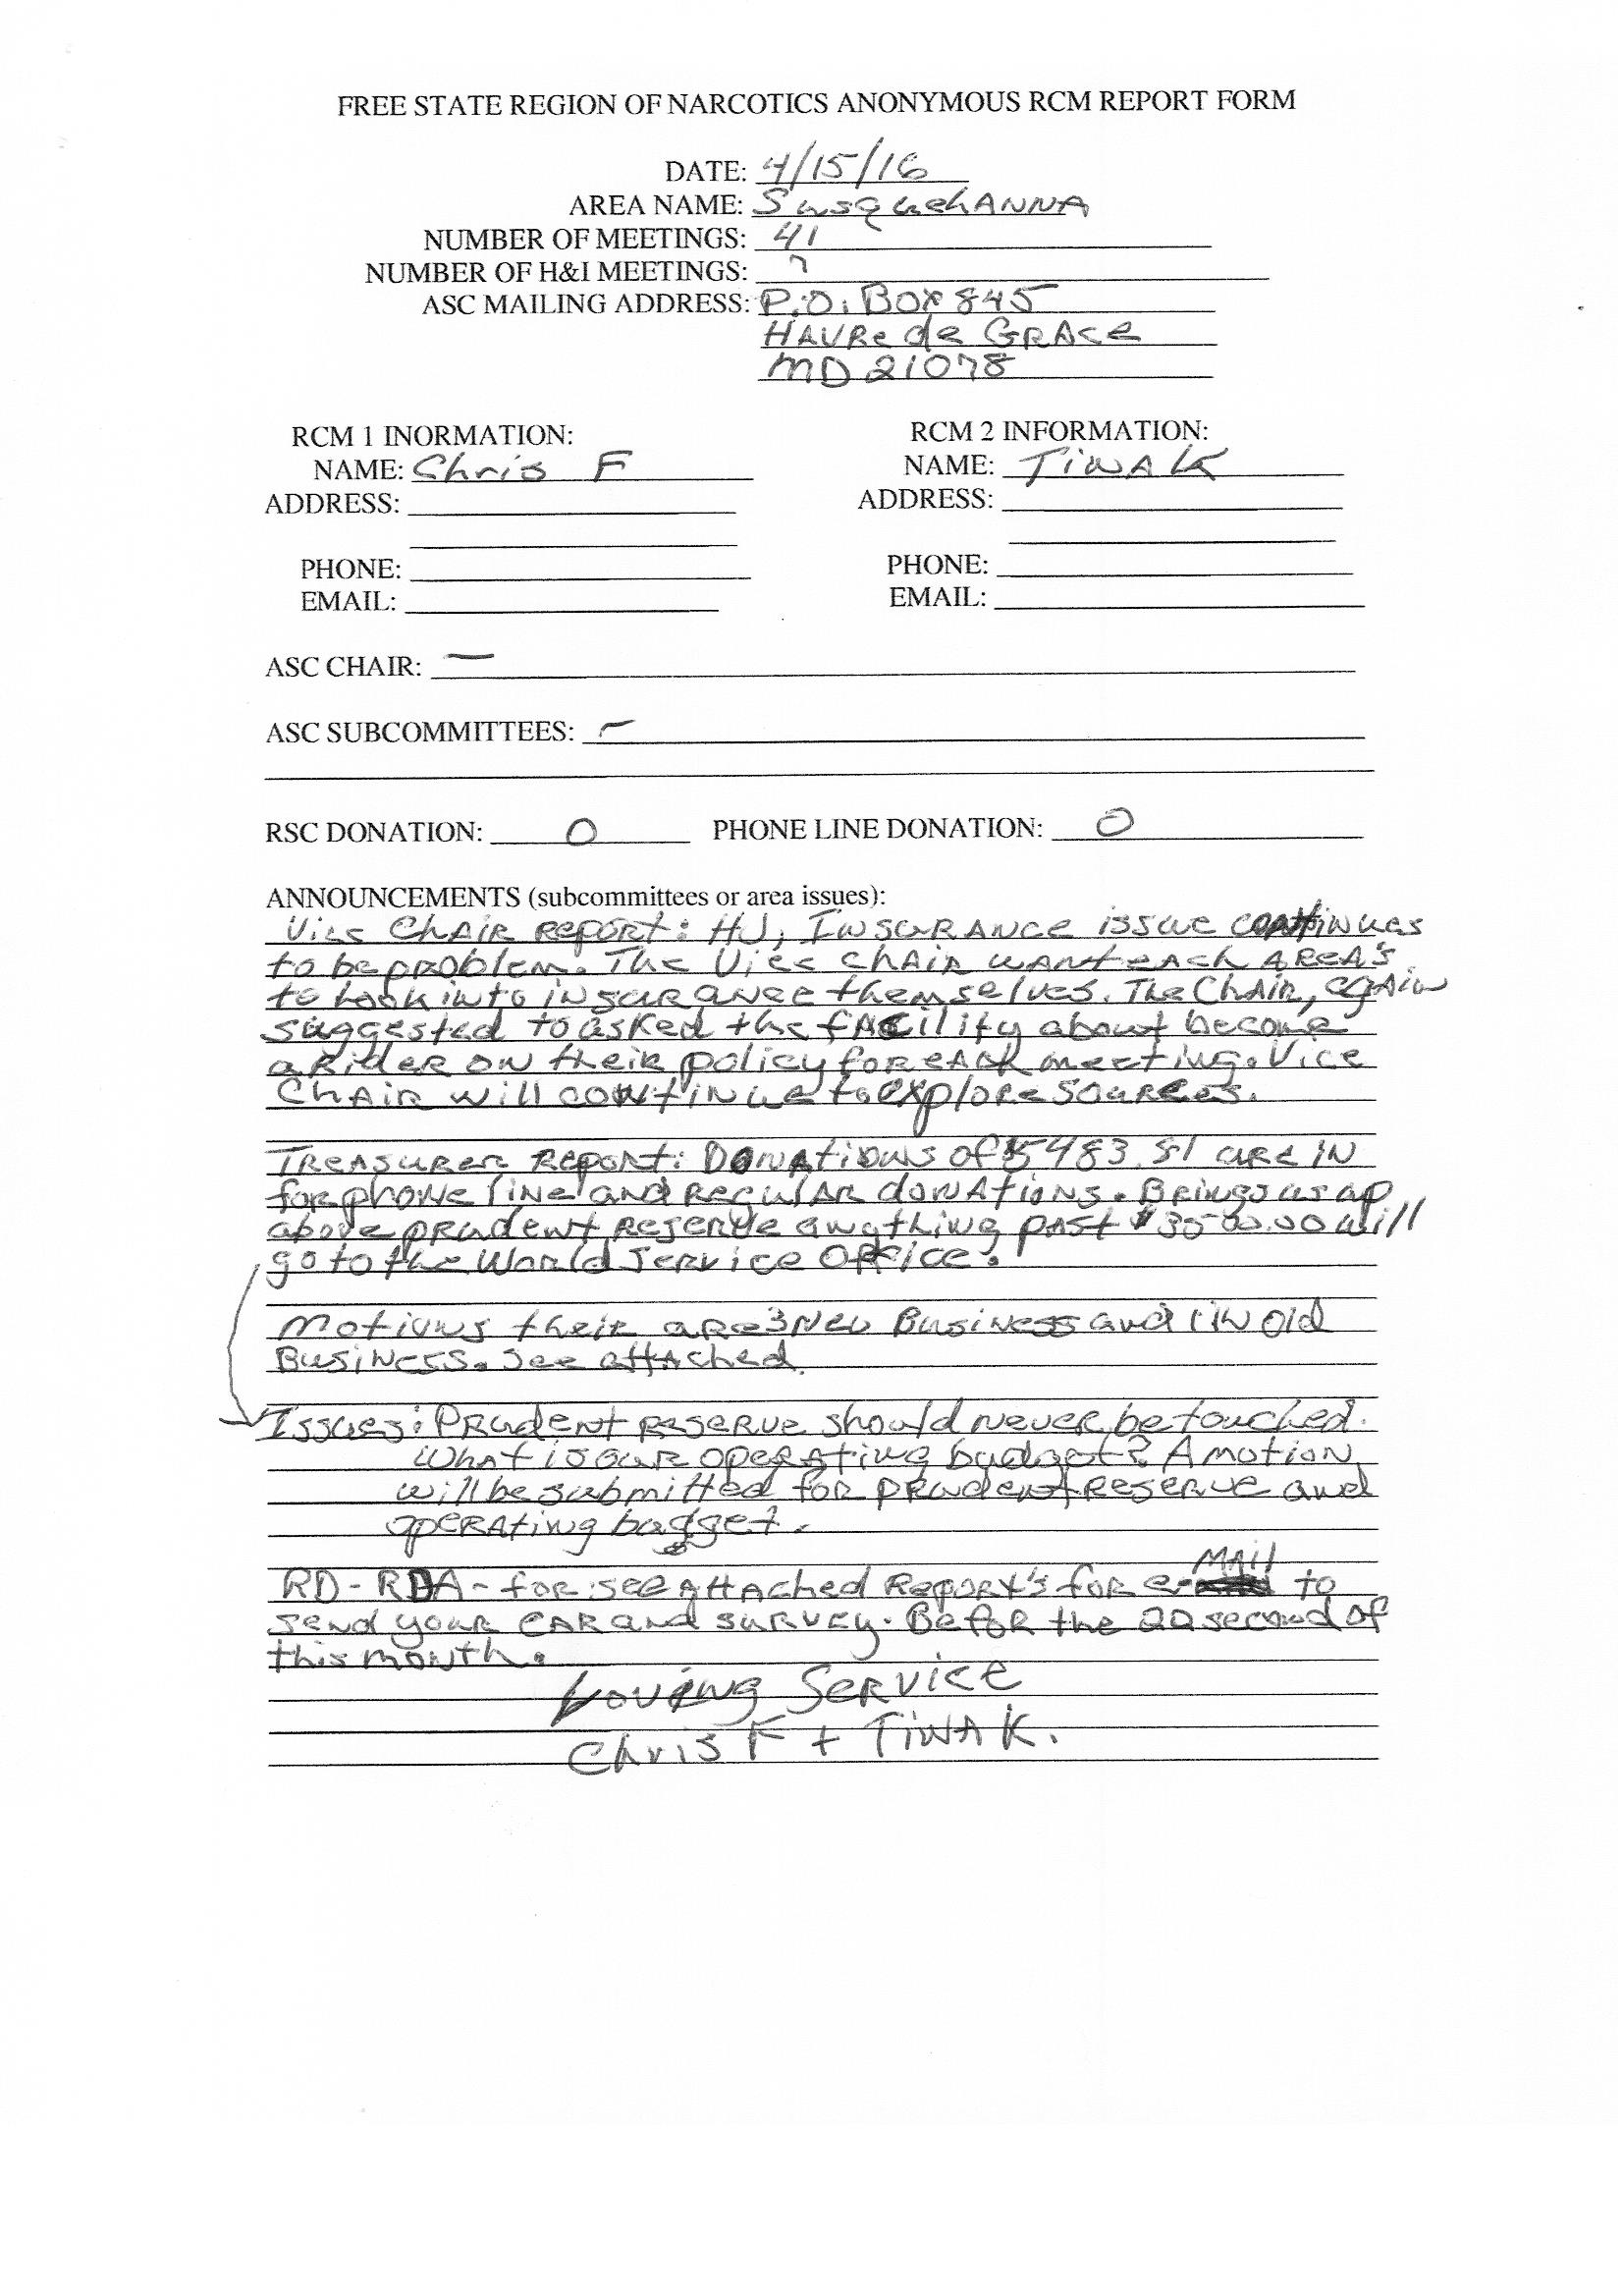 FREE STATE REGION OF NARCOTICS ANONYMOUS RCM REPORT FORM
DATE: 4/15/16
AREA NAME: SusquehANNA
NUMBER OF MEETINGS: 41
NUMBER OF H&I MEETINGS: 7
ASC MAILING ADDRESS: P.O. BOX 845
HAVRe de GRAce
MD 21078
RCM 1 INORMATION: RCM 2 INFORMATION:
NAME: Chris F NAME: TiNA K
ADDRESS: ADDRESS:
PHONE: PHONE:
EMAIL: EMAIL:
ASC CHAIR: —
ASC SUBCOMMITTEES: –
RSC DONATION: 0 PHONE LINE DONATION: 0
ANNOUNCEMENTS (subcommittees or area issues):
Vice ChAIR REPORT: HJ, INSURANce issue continues
to be problem. The Vice chAIR want each AREA'S
to look into insurance themselves. The Chair, again
suggested to asked the fAcility about become
a Rider on their policy for each meeting. Vice
ChAIR will continue to explore sources.
TREASURER REPORT: DONAtions of $5483.81 are IN
for phone line and REGULAR donAtions. Brings us up
above prudent Reserve anything past $3500.00 will
go to the World Service Office.
Motions their are 3 New Business and 1 IN Old
Business. See attAched.
Issues: Prudent reserve should never be touched.
What is our operating budget? A motion
will be submitted for prudent Reserve and
operAting budget.
MAil
RD-RDA- for see AttAched Report's for e- to
send your CAR and survey. Befor the 22 second of
this month.
Loving SERVICE
Chris F + TiNA K.